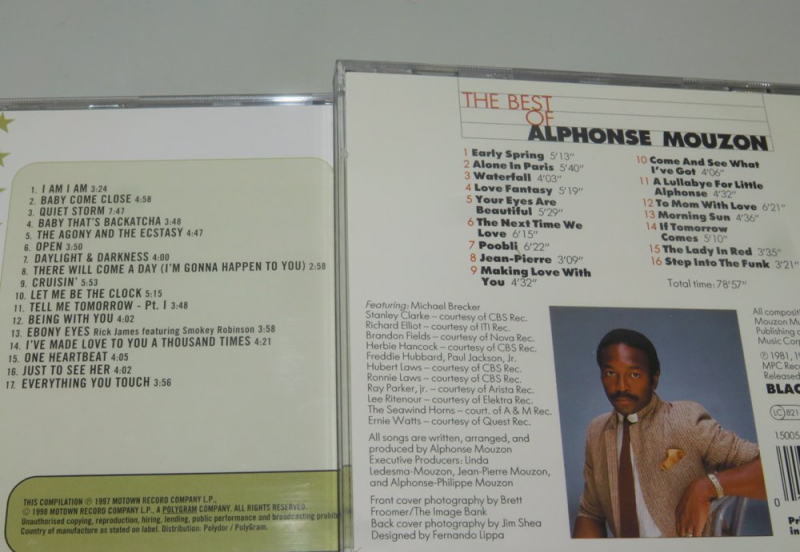 1. I AM I AM 3:24
2. BABY COME CLOSE 4:58
3. QUIET STORM 7:47
4. BABY THAT'S BACKATCHA 3:48
5. THE AGONY AND THE ECSTASY 4:47
6. OPEN 3:50
7. DAYLIGHT & DARKNESS 4:00
8. THERE WILL COME A DAY (I'M GONNA HAPPEN TO YOU) 2:58
9. CRUISIN' 5:53
10. LET ME BE THE CLOCK 5:15
11. TELL ME TOMORROW - Pt. I 3:48
12. BEING WITH YOU 4:02
13. EBONY EYES Rick James featuring Smokey Robinson 3:58
14. I'VE MADE LOVE TO YOU A THOUSAND TIMES 4:21
15. ONE HEARTBEAT 4:05
16. JUST TO SEE HER 4:02
17. EVERYTHING YOU TOUCH 3:56
THIS COMPILATION ℗ 1997 MOTOWN RECORD COMPANY L.P.,
© 1998 MOTOWN RECORD COMPANY L.P., A POLYGRAM COMPANY. ALL RIGHTS RESERVED.
Unauthorised copying, reproduction, hiring, lending, public performance and broadcasting prohib
Country of manufacture as stated on label. Distribution: Polydor / PolyGram.
THE BEST
OF
ALPHONSE MOUZON
1 Early Spring 5'13"
2 Alone In Paris 5'40"
3 Waterfall 4'03"
4 Love Fantasy 5'19"
5 Your Eyes Are
Beautiful 5'29"
6 The Next Time We
Love 6'15"
7 Poobli 6'22"
8 Jean-Pierre 3'09"
9 Making Love With
You 4'32"
10 Come And See What
I've Got 4'06"
11 A Lullabye For Little
Alphonse 4'32"
12 To Mom With Love 6'21"
13 Morning Sun 4'36"
14 If Tomorrow
Comes 5'10"
15 The Lady In Red 3'35"
16 Step Into The Funk 3'21"
Total time: 78'57"
Featuring: Michael Brecker
Stanley Clarke – courtesy of CBS Rec.
Richard Elliot – courtesy of ITI Rec.
Brandon Fields – courtesy of Nova Rec.
Herbie Hancock – courtesy of CBS Rec.
Freddie Hubbard, Paul Jackson, Jr.
Hubert Laws – courtesy of CBS Rec.
Ronnie Laws – courtesy of CBS Rec.
Ray Parker, jr. – courtesy of Arista Rec.
Lee Ritenour – courtesy of Elektra Rec.
The Seawind Horns – court. of A & M Rec.
Ernie Watts – courtesy of Quest Rec.
All songs are written, arranged, and
produced by Alphonse Mouzon
Executive Producers: Linda
Ledesma-Mouzon, Jean-Pierre Mouzon,
and Alphonse-Philippe Mouzon
Front cover photography by Brett
Froomer/The Image Bank
Back cover photography by Jim Shea
Designed by Fernando Lippa
All composit
Mouzon Mu
Publishing c
Music Corp
℗ 1981, 1
MPC Reco
Released
BLAC
LC 821
15005
0
Pri
in